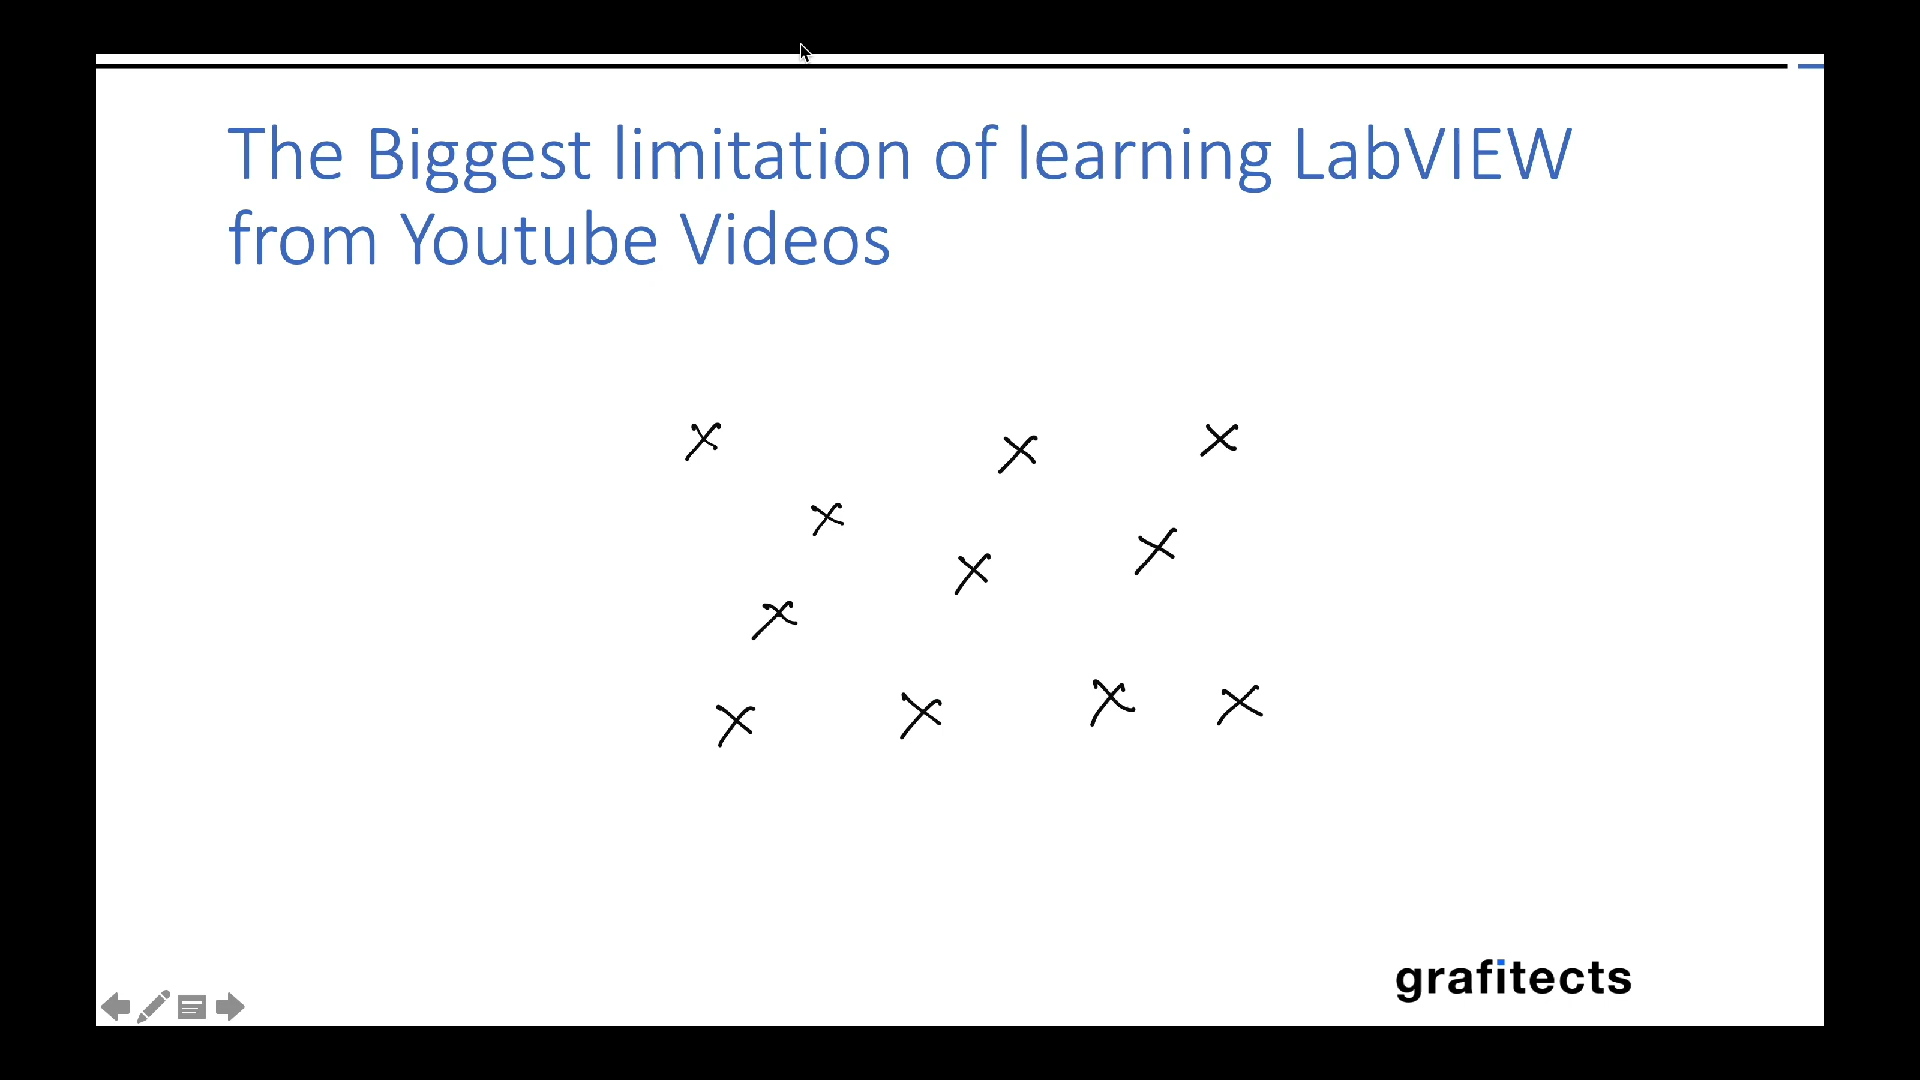 The Biggest limitation of learning LabVIEW
from Youtube Videos
x x x
x
x
x
x
x x x x
grafitects